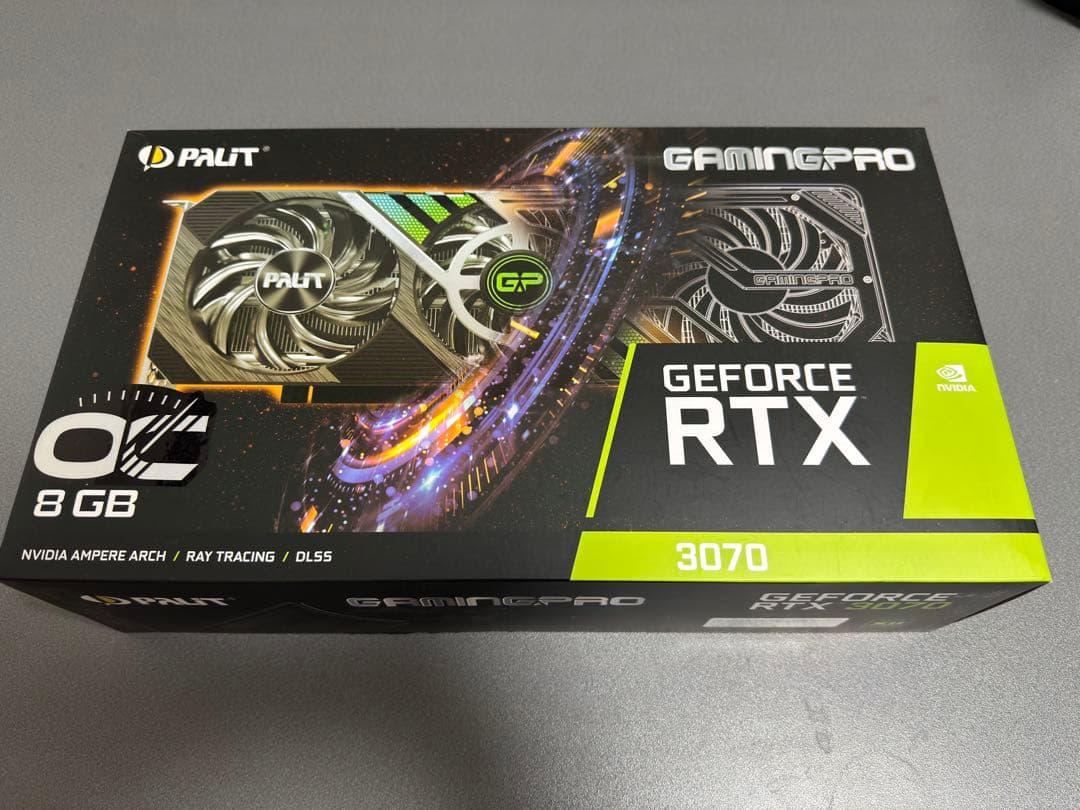 PALIT®
GAMINGPRO
PALIT
GP
GAMINGPRO
GEFORCE
RTX™
NVIDIA
OC
8 GB
NVIDIA AMPERE ARCH / RAY TRACING / DLSS
3070
PALIT®
GAMINGPRO
GEFORCE
RTX 3070